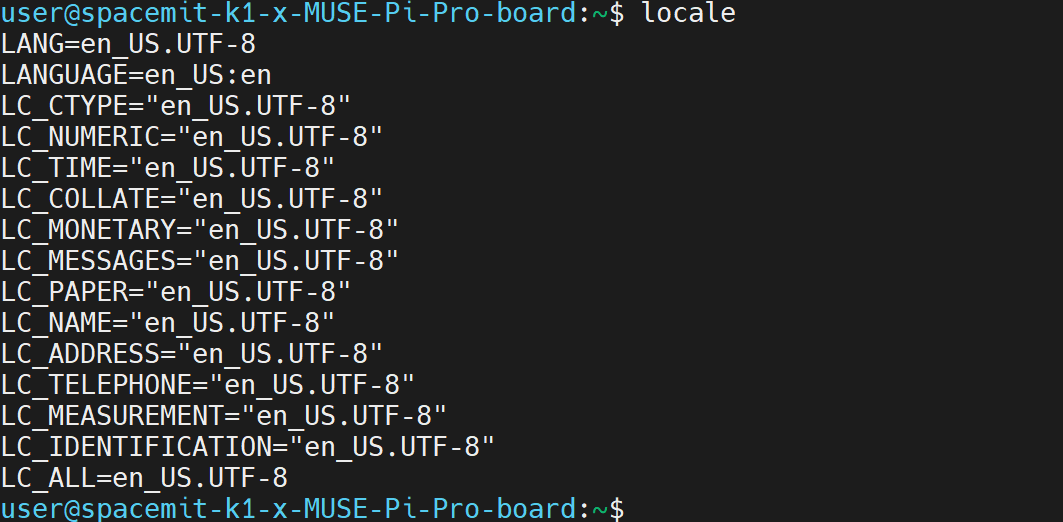 user@spacemit-k1-x-MUSE-Pi-Pro-board:~$ locale
LANG=en_US.UTF-8
LANGUAGE=en_US:en
LC_CTYPE="en_US.UTF-8"
LC_NUMERIC="en_US.UTF-8"
LC_TIME="en_US.UTF-8"
LC_COLLATE="en_US.UTF-8"
LC_MONETARY="en_US.UTF-8"
LC_MESSAGES="en_US.UTF-8"
LC_PAPER="en_US.UTF-8"
LC_NAME="en_US.UTF-8"
LC_ADDRESS="en_US.UTF-8"
LC_TELEPHONE="en_US.UTF-8"
LC_MEASUREMENT="en_US.UTF-8"
LC_IDENTIFICATION="en_US.UTF-8"
LC_ALL=en_US.UTF-8
user@spacemit-k1-x-MUSE-Pi-Pro-board:~$